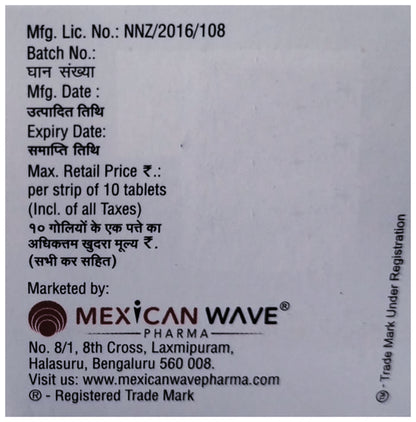 Mfg. Lic. No.: NNZ/2016/108
Batch No.:
घान संख्या
Mfg. Date :
उत्पादित तिथि
Expiry Date:
समाप्ति तिथि
Max. Retail Price ₹.:
per strip of 10 tablets
(Incl. of all Taxes)
१० गोलियों के एक पत्ते का
अधिकतम खुदरा मूल्य ₹.
(सभी कर सहित)
Marketed by:
MEXICAN WAVE®
PHARMA
No. 8/1, 8th Cross, Laxmipuram,
Halasuru, Bengaluru 560 008.
Visit us: www.mexicanwavepharma.com
® - Registered Trade Mark
™ - Trade Mark Under Registration